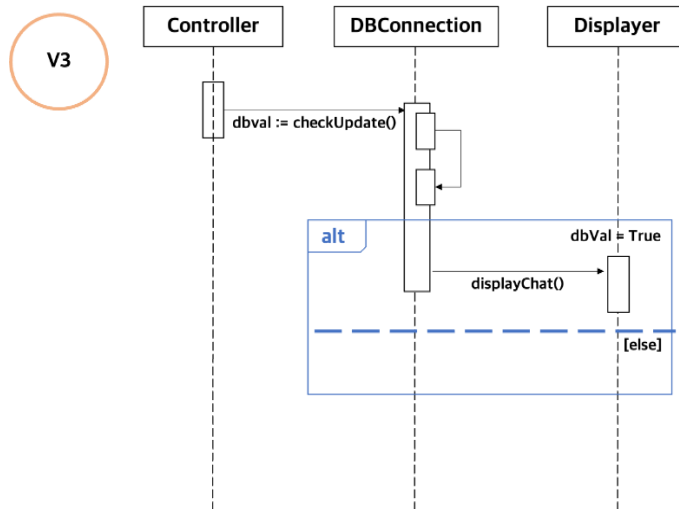 V3
Controller
DBConnection
Displayer
dbval := checkUpdate()
alt
dbVal = True
displayChat()
[else]